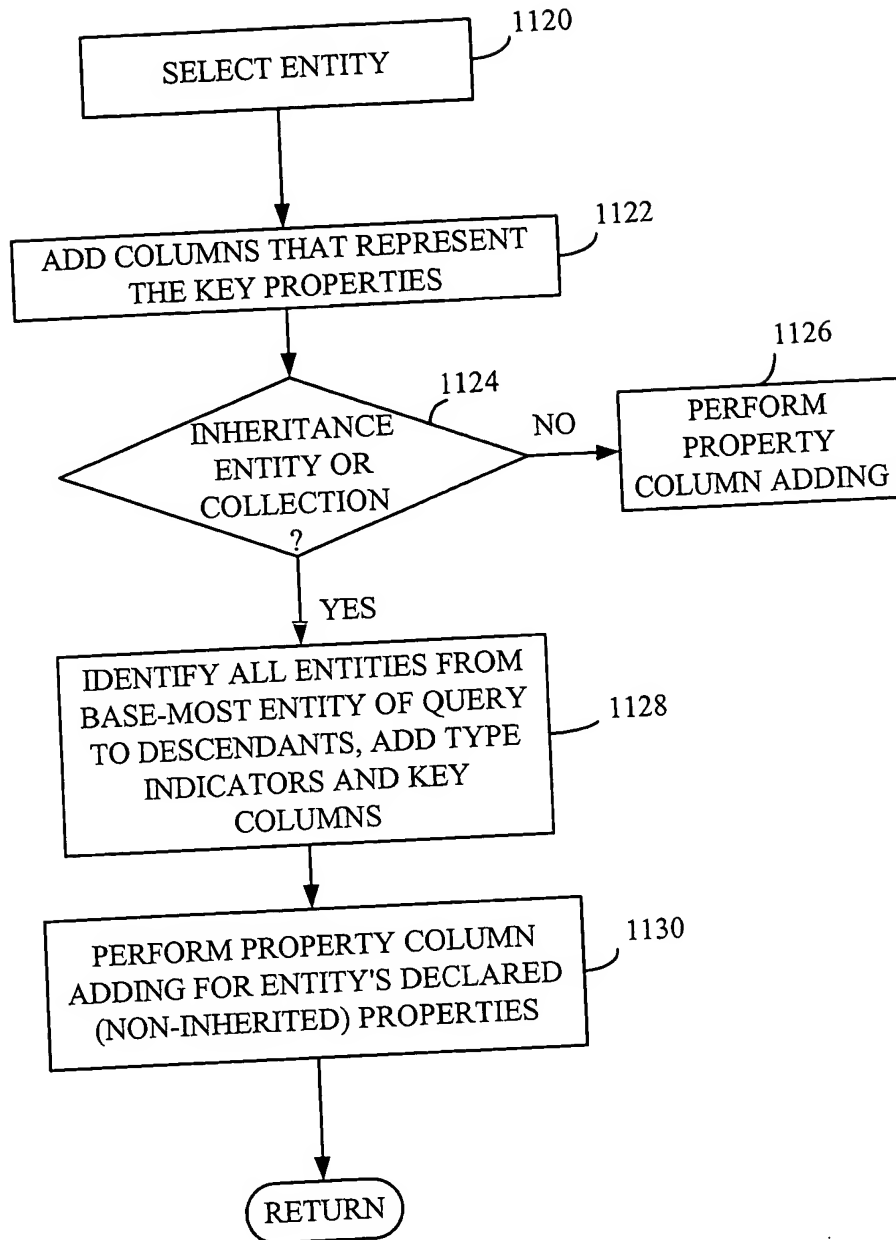 1120
SELECT ENTITY
1122
ADD COLUMNS THAT REPRESENT
THE KEY PROPERTIES
1124
INHERITANCE
ENTITY OR
COLLECTION
?
NO
1126
PERFORM
PROPERTY
COLUMN ADDING
YES
IDENTIFY ALL ENTITIES FROM
BASE-MOST ENTITY OF QUERY
TO DESCENDANTS, ADD TYPE
INDICATORS AND KEY
COLUMNS
1128
PERFORM PROPERTY COLUMN
ADDING FOR ENTITY'S DECLARED
(NON-INHERITED) PROPERTIES
1130
RETURN